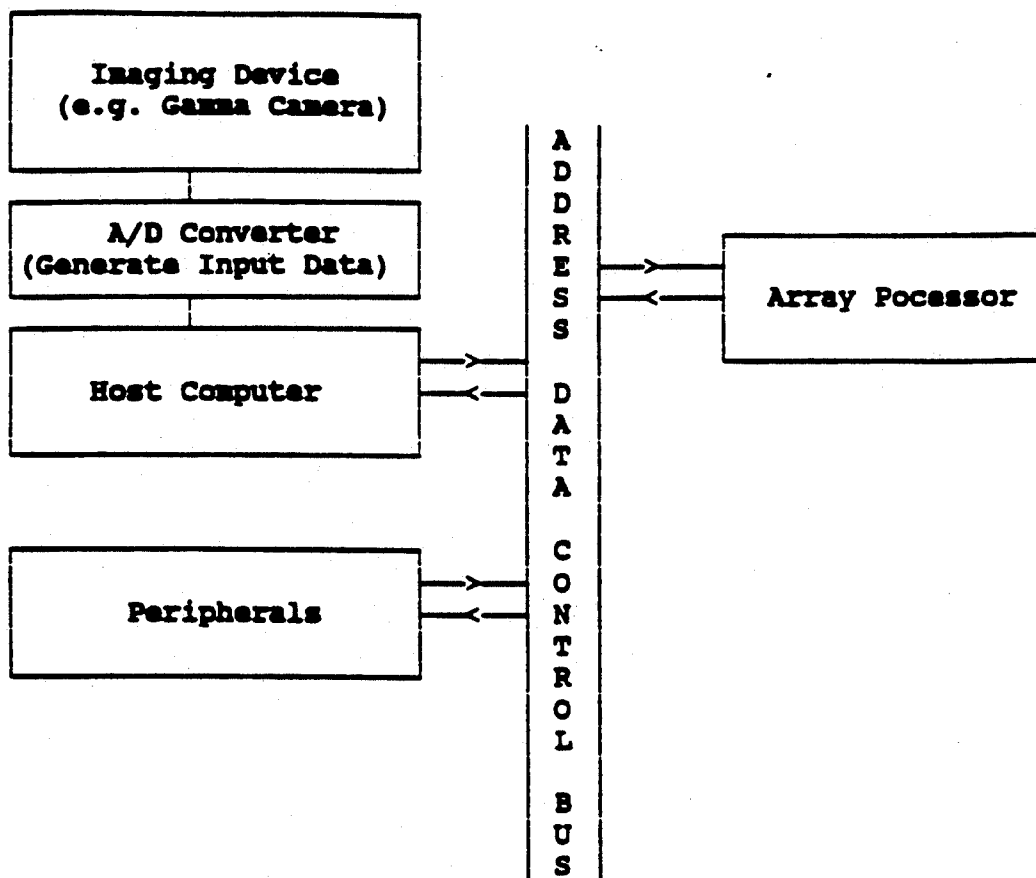 Imaging Device
(e.g. Gamma Camera)
A/D Converter
(Generate Input Data)
Host Computer
Peripherals
ADDRESS DATA CONTROL BUS
Array Pocessor